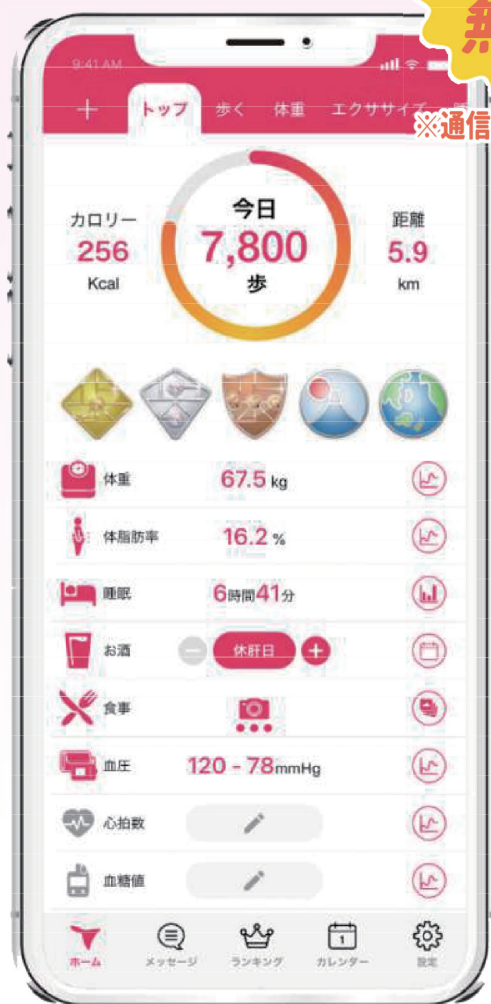 無
※通信
9:41 AM
+ トップ 歩く 体重 エクササイズ
今日
7,800
歩
カロリー
256
Kcal
距離
5.9
km
体重 67.5 kg
体脂肪率 16.2 %
睡眠 6時間41分
お酒 − 休肝日 +
食事
血圧 120 - 78mmHg
心拍数
血糖値
ホーム メッセージ ランキング カレンダー 設定
1